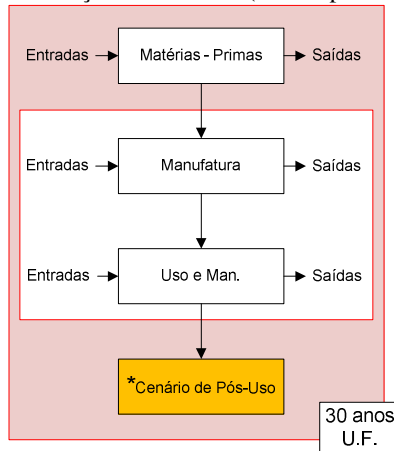 Entradas Matérias - Primas Saídas
Entradas Manufatura Saídas
Entradas Uso e Man. Saídas
*Cenário de Pós-Uso
30 anos
U.F.